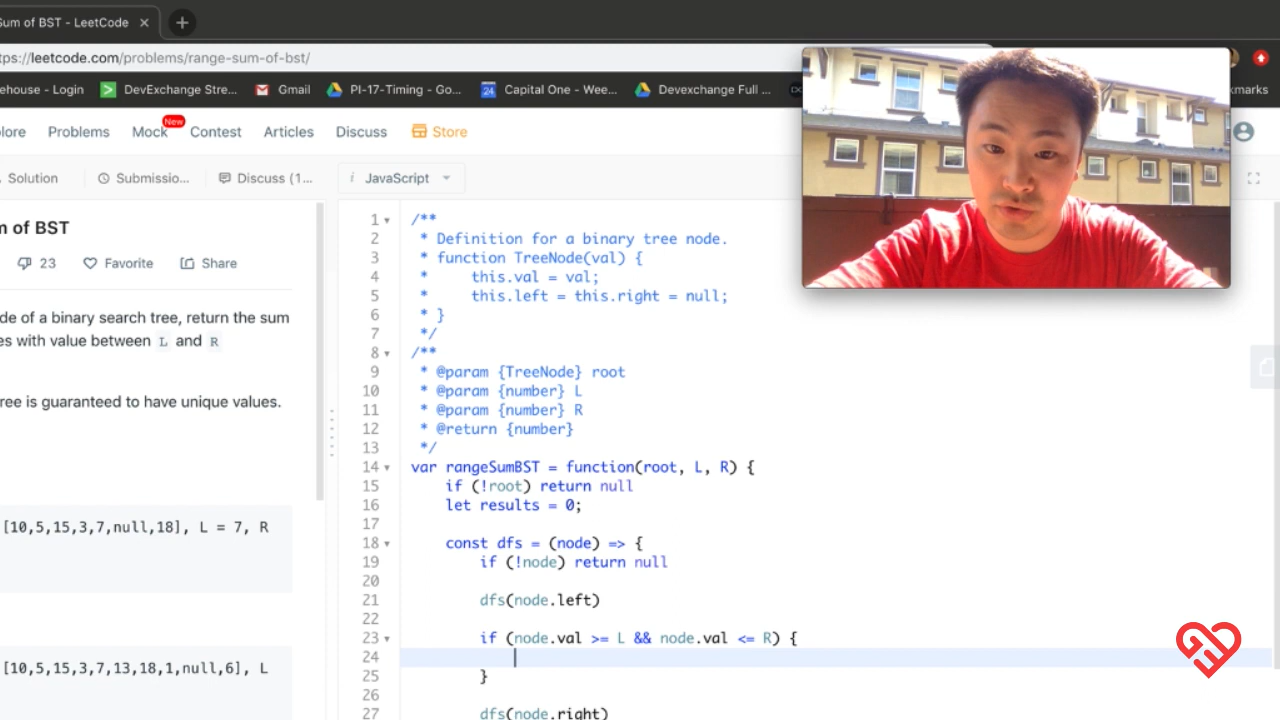 Sum of BST - LeetCode
tps://leetcode.com/problems/range-sum-of-bst/
ehouse - Login DevExchange Stre... Gmail PI-17-Timing - Go... Capital One - Wee... Devexchange Full ... kmarks
lore Problems Mock New Contest Articles Discuss Store
Solution Submissio... Discuss (1... JavaScript
m of BST
23 Favorite Share
de of a binary search tree, return the sum
es with value between L and R
ree is guaranteed to have unique values.
[10,5,15,3,7,null,18], L = 7, R
[10,5,15,3,7,13,18,1,null,6], L
1 /**
2 * Definition for a binary tree node.
3 * function TreeNode(val) {
4 *     this.val = val;
5 *     this.left = this.right = null;
6 * }
7 */
8 /**
9 * @param {TreeNode} root
10 * @param {number} L
11 * @param {number} R
12 * @return {number}
13 */
14 var rangeSumBST = function(root, L, R) {
15     if (!root) return null
16     let results = 0;
17
18     const dfs = (node) => {
19         if (!node) return null
20
21         dfs(node.left)
22
23         if (node.val >= L && node.val <= R) {
24
25         }
26
27         dfs(node.right)